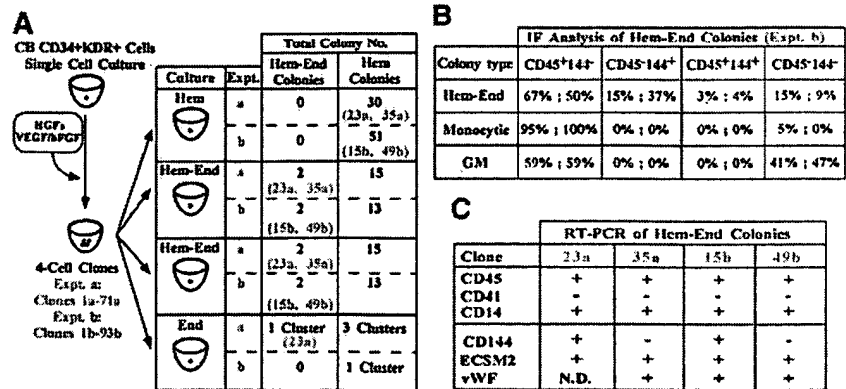 A
CB CD34+KDR+ Cells
Single Cell Culture
HGFs
VEGF/bFGF
4-Cell Clones
Expt. a:
Clones 1a-71a
Expt. b:
Clones 1b-93b
Total Colony No.
Culture Expt. Hem-End Colonies Hem Colonies
Hem a 0 30
(23a, 35a)
b 0 51
(15b, 49b)
Hem-End a 2 15
(23a, 35a)
b 2 13
(15b, 49b)
Hem-End a 2 15
(23a, 35a)
b 2 13
(15b, 49b)
End a 1 Cluster 3 Clusters
(23a)
b 0 1 Cluster
B
IF Analysis of Hem-End Colonies (Expt. b)
Colony type CD45+144- CD45-144+ CD45+144+ CD45-144-
Hem-End 67% ; 50% 15% ; 37% 3% ; 4% 15% ; 9%
Monocytic 95% ; 100% 0% ; 0% 0% ; 0% 5% ; 0%
GM 59% ; 59% 0% ; 0% 0% ; 0% 41% ; 47%
C
RT-PCR of Hem-End Colonies
Clone 23a 35a 15b 49b
CD45 + + + +
CD41 - - - -
CD14 + + + +
CD144 + - + -
ECSM2 + + + +
vWF N.D. + + +